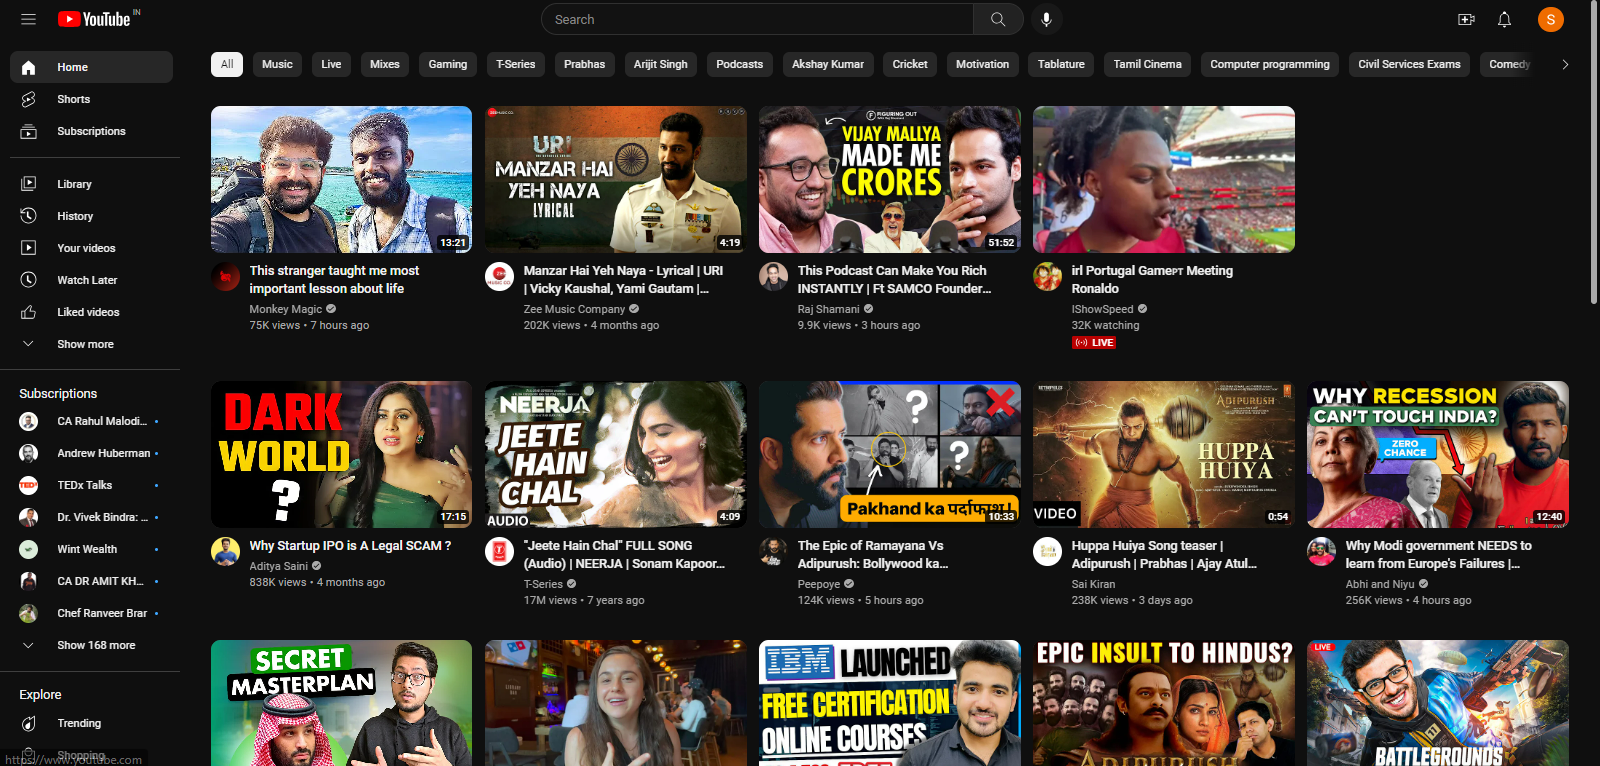 YouTube IN
Search
S
Home
Shorts
Subscriptions
Library
History
Your videos
Watch Later
Liked videos
Show more
Subscriptions
CA Rahul Malodi...
Andrew Huberman
TEDx Talks
Dr. Vivek Bindra: ...
Wint Wealth
CA DR AMIT KH...
Chef Ranveer Brar
Show 168 more
Explore
Trending
Shopping
https://www.youtube.com
All
Music
Live
Mixes
Gaming
T-Series
Prabhas
Arijit Singh
Podcasts
Akshay Kumar
Cricket
Motivation
Tablature
Tamil Cinema
Computer programming
Civil Services Exams
Comedy
13:21
This stranger taught me most
important lesson about life
Monkey Magic
75K views • 7 hours ago
URI
MANZAR HAI
YEH NAYA
LYRICAL
4:19
Manzar Hai Yeh Naya - Lyrical | URI
| Vicky Kaushal, Yami Gautam |...
Zee Music Company
202K views • 4 months ago
FIGURING OUT
VIJAY MALLYA
MADE ME
CRORES
51:52
This Podcast Can Make You Rich
INSTANTLY | Ft SAMCO Founder...
Raj Shamani
9.9K views • 3 hours ago
irl Portugal Gameᴘᴛ Meeting
Ronaldo
IShowSpeed
32K watching
LIVE
DARK
WORLD
?
17:15
Why Startup IPO is A Legal SCAM ?
Aditya Saini
838K views • 4 months ago
NEERJA
JEETE
HAIN
CHAL
AUDIO
4:09
"Jeete Hain Chal" FULL SONG
(Audio) | NEERJA | Sonam Kapoor...
T-Series
17M views • 7 years ago
?
?
Pakhand ka पर्दाफाश !
10:33
The Epic of Ramayana Vs
Adipurush: Bollywood ka...
Peepoye
124K views • 5 hours ago
ADIPURUSH
HUPPA
HUIYA
VIDEO
0:54
Huppa Huiya Song teaser |
Adipurush | Prabhas | Ajay Atul...
Sai Kiran
238K views • 3 days ago
WHY RECESSION
CAN'T TOUCH INDIA?
ZERO
CHANCE
12:40
Why Modi government NEEDS to
learn from Europe's Failures |...
Abhi and Niyu
256K views • 4 hours ago
SECRET
MASTERPLAN
IBM LAUNCHED
FREE CERTIFICATION
ONLINE COURSES
EPIC INSULT TO HINDUS?
ADIPURUSH
LIVE
BATTLEGROUNDS